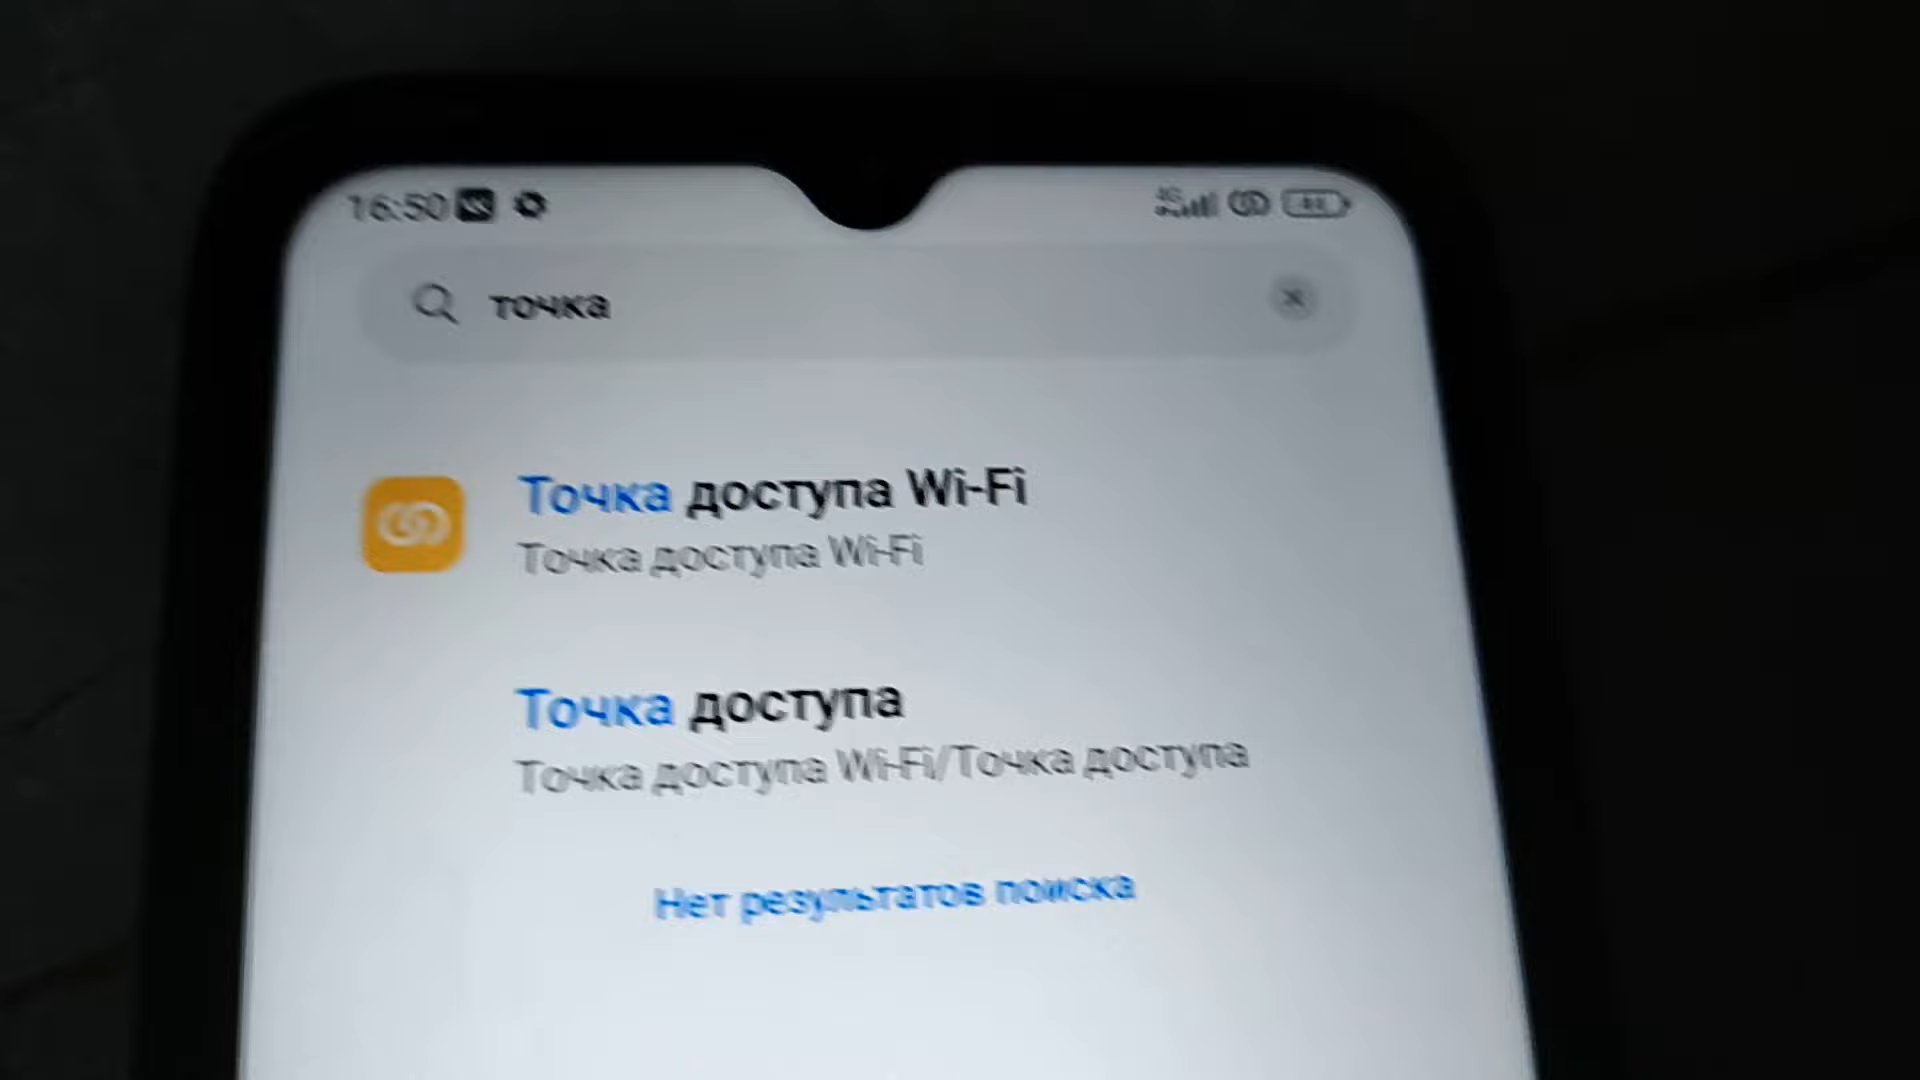 16:50
точка
Точка доступа Wi-Fi
Точка доступа Wi-Fi
Точка доступа
Точка доступа Wi-Fi/Точка доступа
Нет результатов поиска